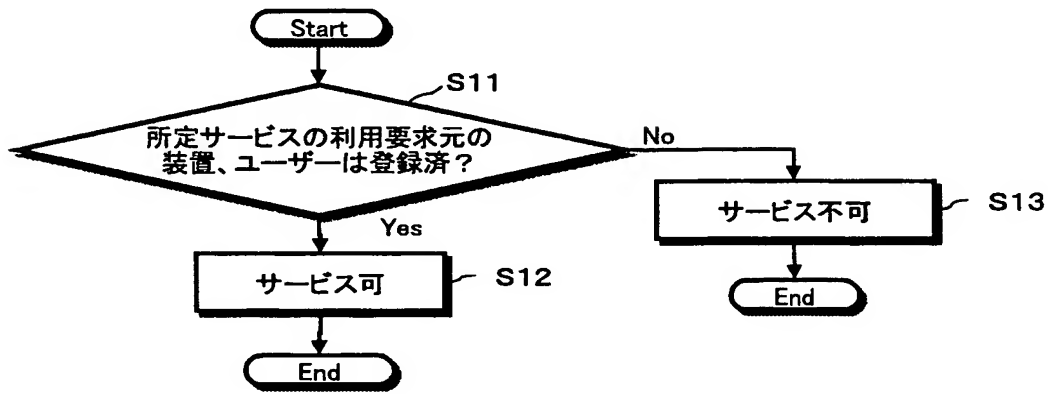 Start
S11
所定サービスの利用要求元の
装置、ユーザーは登録済？
No
Yes
サービス不可
S13
サービス可
S12
End
End